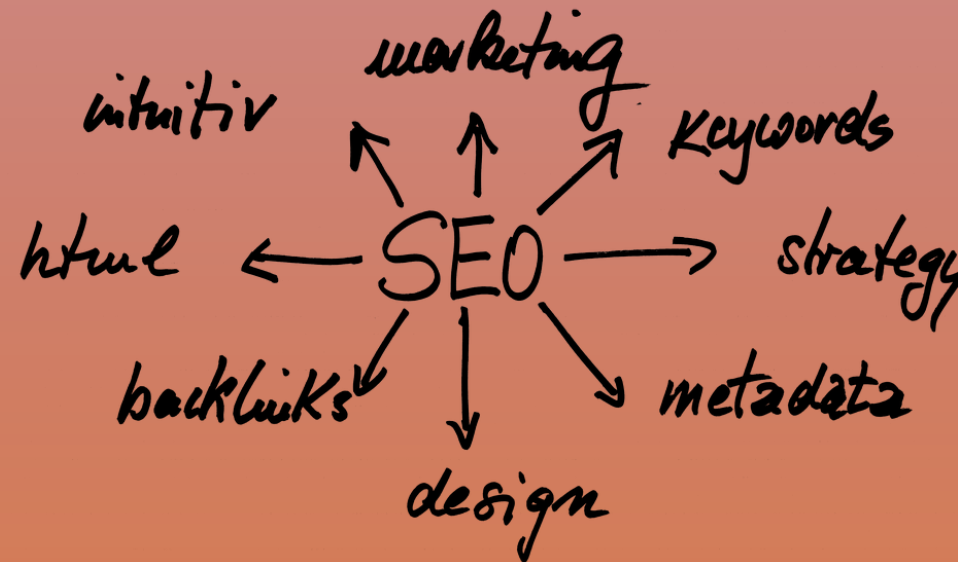 marketing
intuitiv
keywords
html
SEO
strategy
backlinks
metadata
design